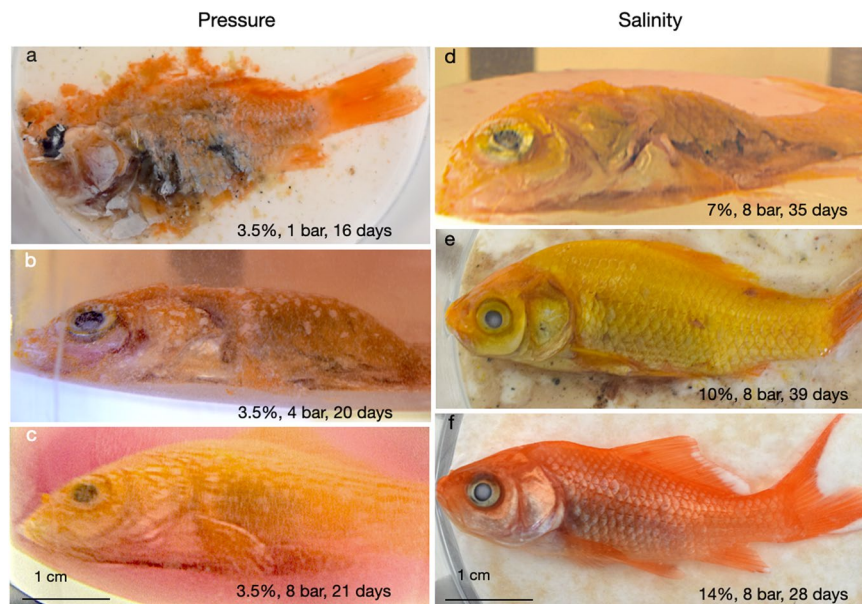 Pressure
Salinity
a
3.5%, 1 bar, 16 days
b
3.5%, 4 bar, 20 days
c
1 cm
3.5%, 8 bar, 21 days
d
7%, 8 bar, 35 days
e
10%, 8 bar, 39 days
f
1 cm
14%, 8 bar, 28 days